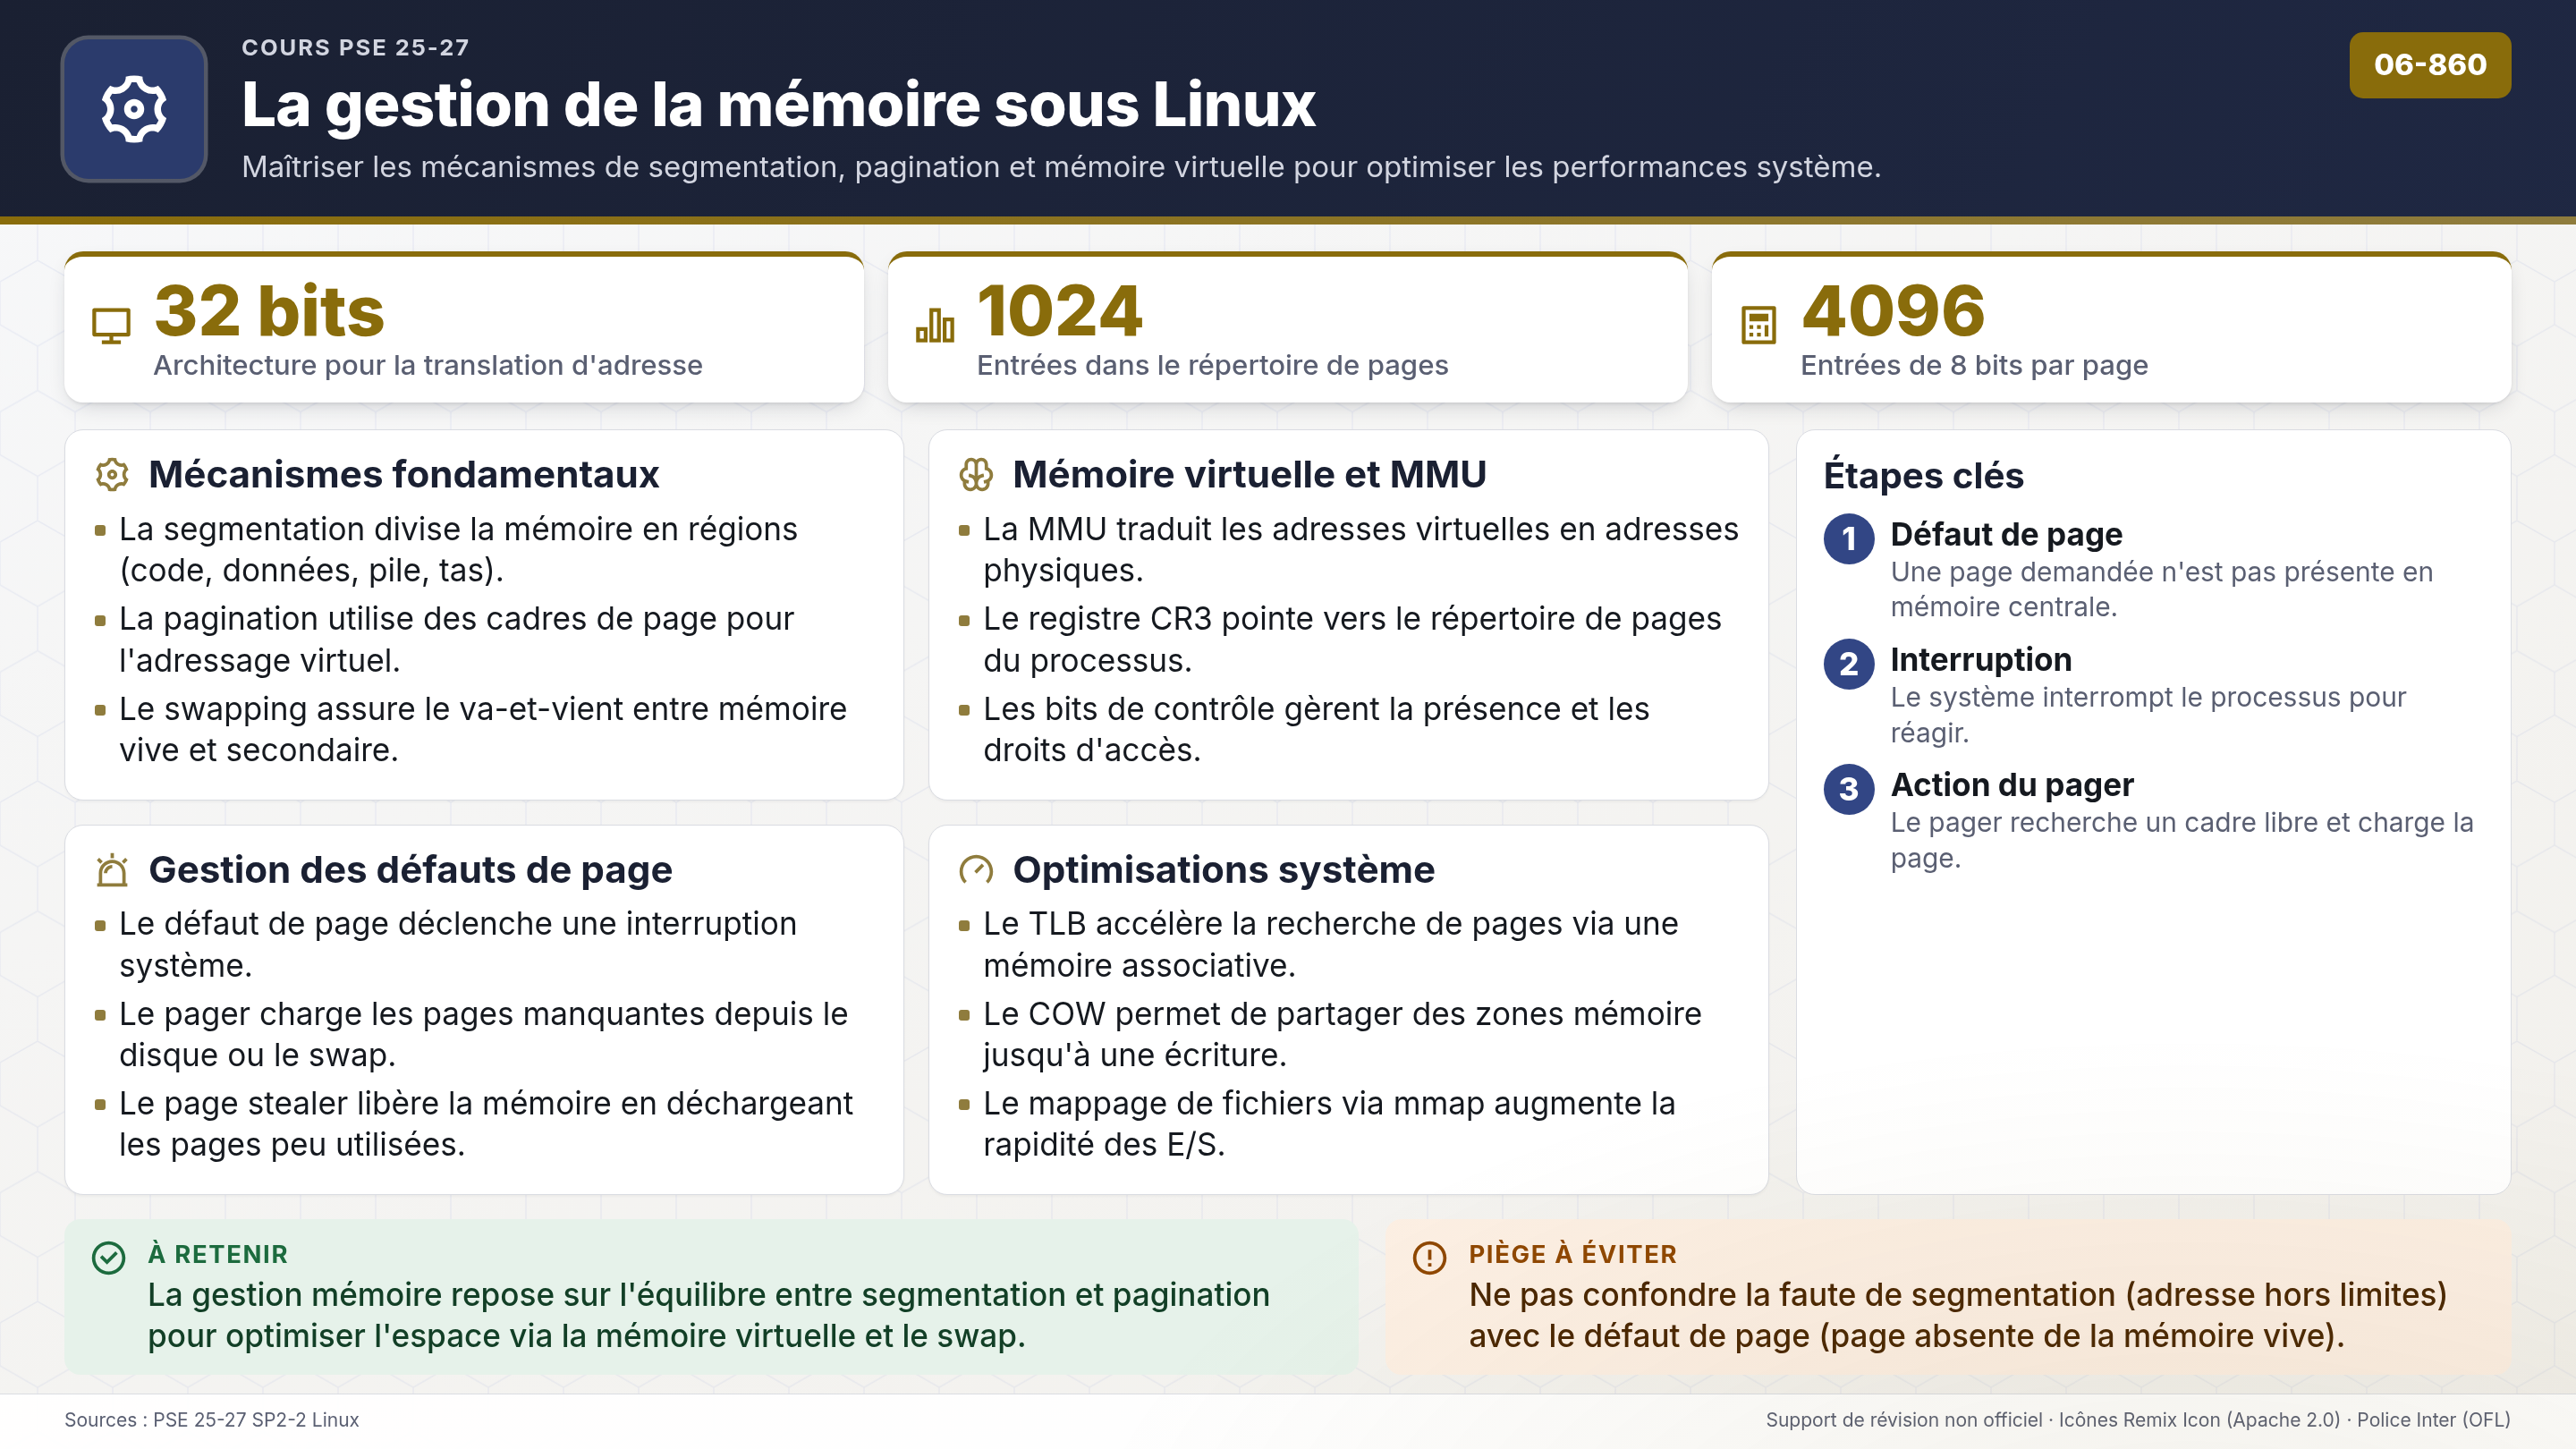 COURS PSE 25-27
La gestion de la mémoire sous Linux
Maîtriser les mécanismes de segmentation, pagination et mémoire virtuelle pour optimiser les performances système.
06-860
32 bits
Architecture pour la translation d'adresse
1024
Entrées dans le répertoire de pages
4096
Entrées de 8 bits par page
Mécanismes fondamentaux
La segmentation divise la mémoire en régions
(code, données, pile, tas).
La pagination utilise des cadres de page pour
l'adressage virtuel.
Le swapping assure le va-et-vient entre mémoire
vive et secondaire.
Mémoire virtuelle et MMU
La MMU traduit les adresses virtuelles en adresses
physiques.
Le registre CR3 pointe vers le répertoire de pages
du processus.
Les bits de contrôle gèrent la présence et les
droits d'accès.
Gestion des défauts de page
Le défaut de page déclenche une interruption
système.
Le pager charge les pages manquantes depuis le
disque ou le swap.
Le page stealer libère la mémoire en déchargeant
les pages peu utilisées.
Optimisations système
Le TLB accélère la recherche de pages via une
mémoire associative.
Le COW permet de partager des zones mémoire
jusqu'à une écriture.
Le mappage de fichiers via mmap augmente la
rapidité des E/S.
Étapes clés
1
Défaut de page
Une page demandée n'est pas présente en
mémoire centrale.
2
Interruption
Le système interrompt le processus pour
réagir.
3
Action du pager
Le pager recherche un cadre libre et charge la
page.
À RETENIR
La gestion mémoire repose sur l'équilibre entre segmentation et pagination
pour optimiser l'espace via la mémoire virtuelle et le swap.
PIÈGE À ÉVITER
Ne pas confondre la faute de segmentation (adresse hors limites)
avec le défaut de page (page absente de la mémoire vive).
Sources : PSE 25-27 SP2-2 Linux
Support de révision non officiel · Icônes Remix Icon (Apache 2.0) · Police Inter (OFL)